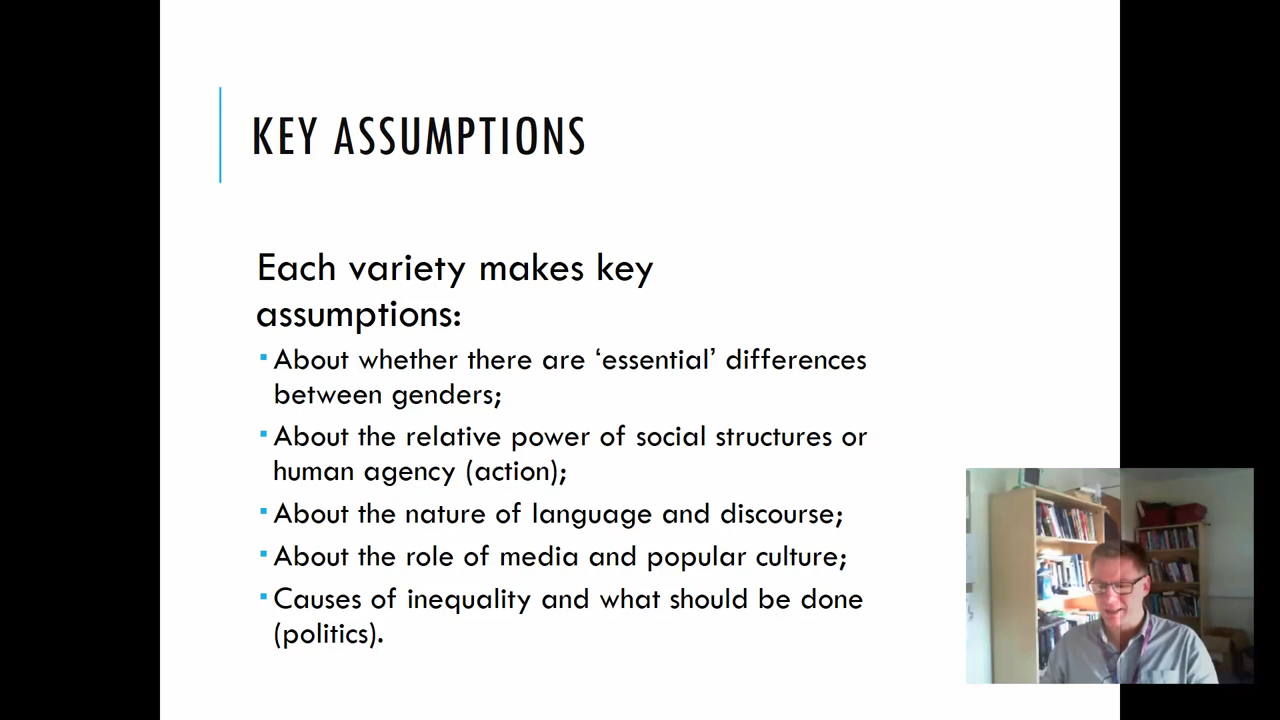 KEY ASSUMPTIONS
Each variety makes key
assumptions:
▪About whether there are ‘essential’ differences
between genders;
▪About the relative power of social structures or
human agency (action);
▪About the nature of language and discourse;
▪About the role of media and popular culture;
▪Causes of inequality and what should be done
(politics).